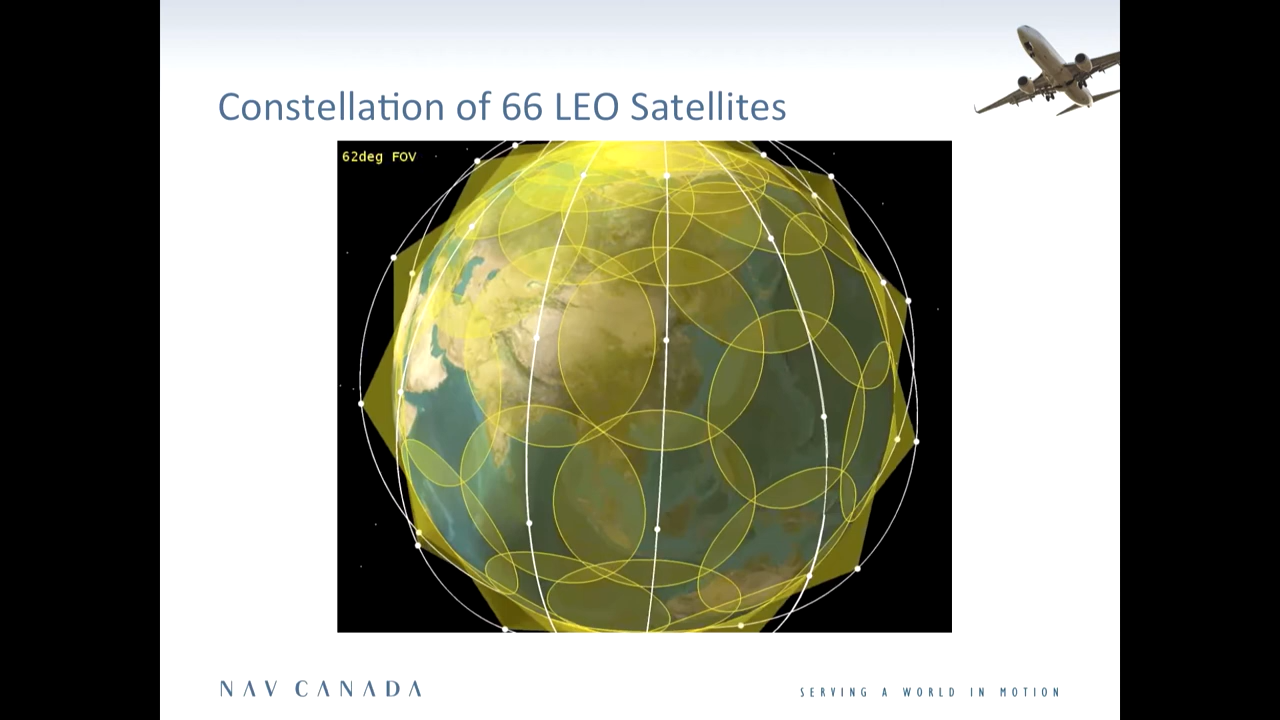 Constellation of 66 LEO Satellites
62deg FOV
NAV CANADA
SERVING A WORLD IN MOTION